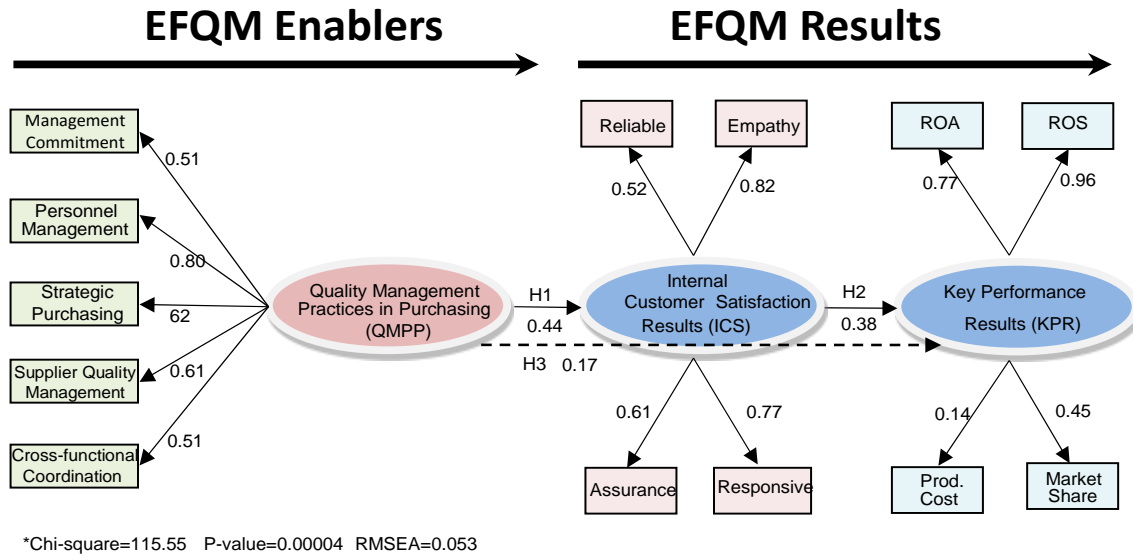 EFQM Enablers
EFQM Results
Management
Commitment
0.51
Personnel
Management
0.80
Strategic
Purchasing
62
Supplier Quality
Management
0.61
Cross-functional
Coordination
0.51
Quality Management
Practices in Purchasing
(QMPP)
H1
0.44
H3 0.17
Reliable
Empathy
0.52
0.82
Internal
Customer Satisfaction
Results (ICS)
0.61
0.77
Assurance
Responsive
H2
0.38
ROA
ROS
0.77
0.96
Key Performance
Results (KPR)
0.14
0.45
Prod.
Cost
Market
Share
*Chi-square=115.55 P-value=0.00004 RMSEA=0.053